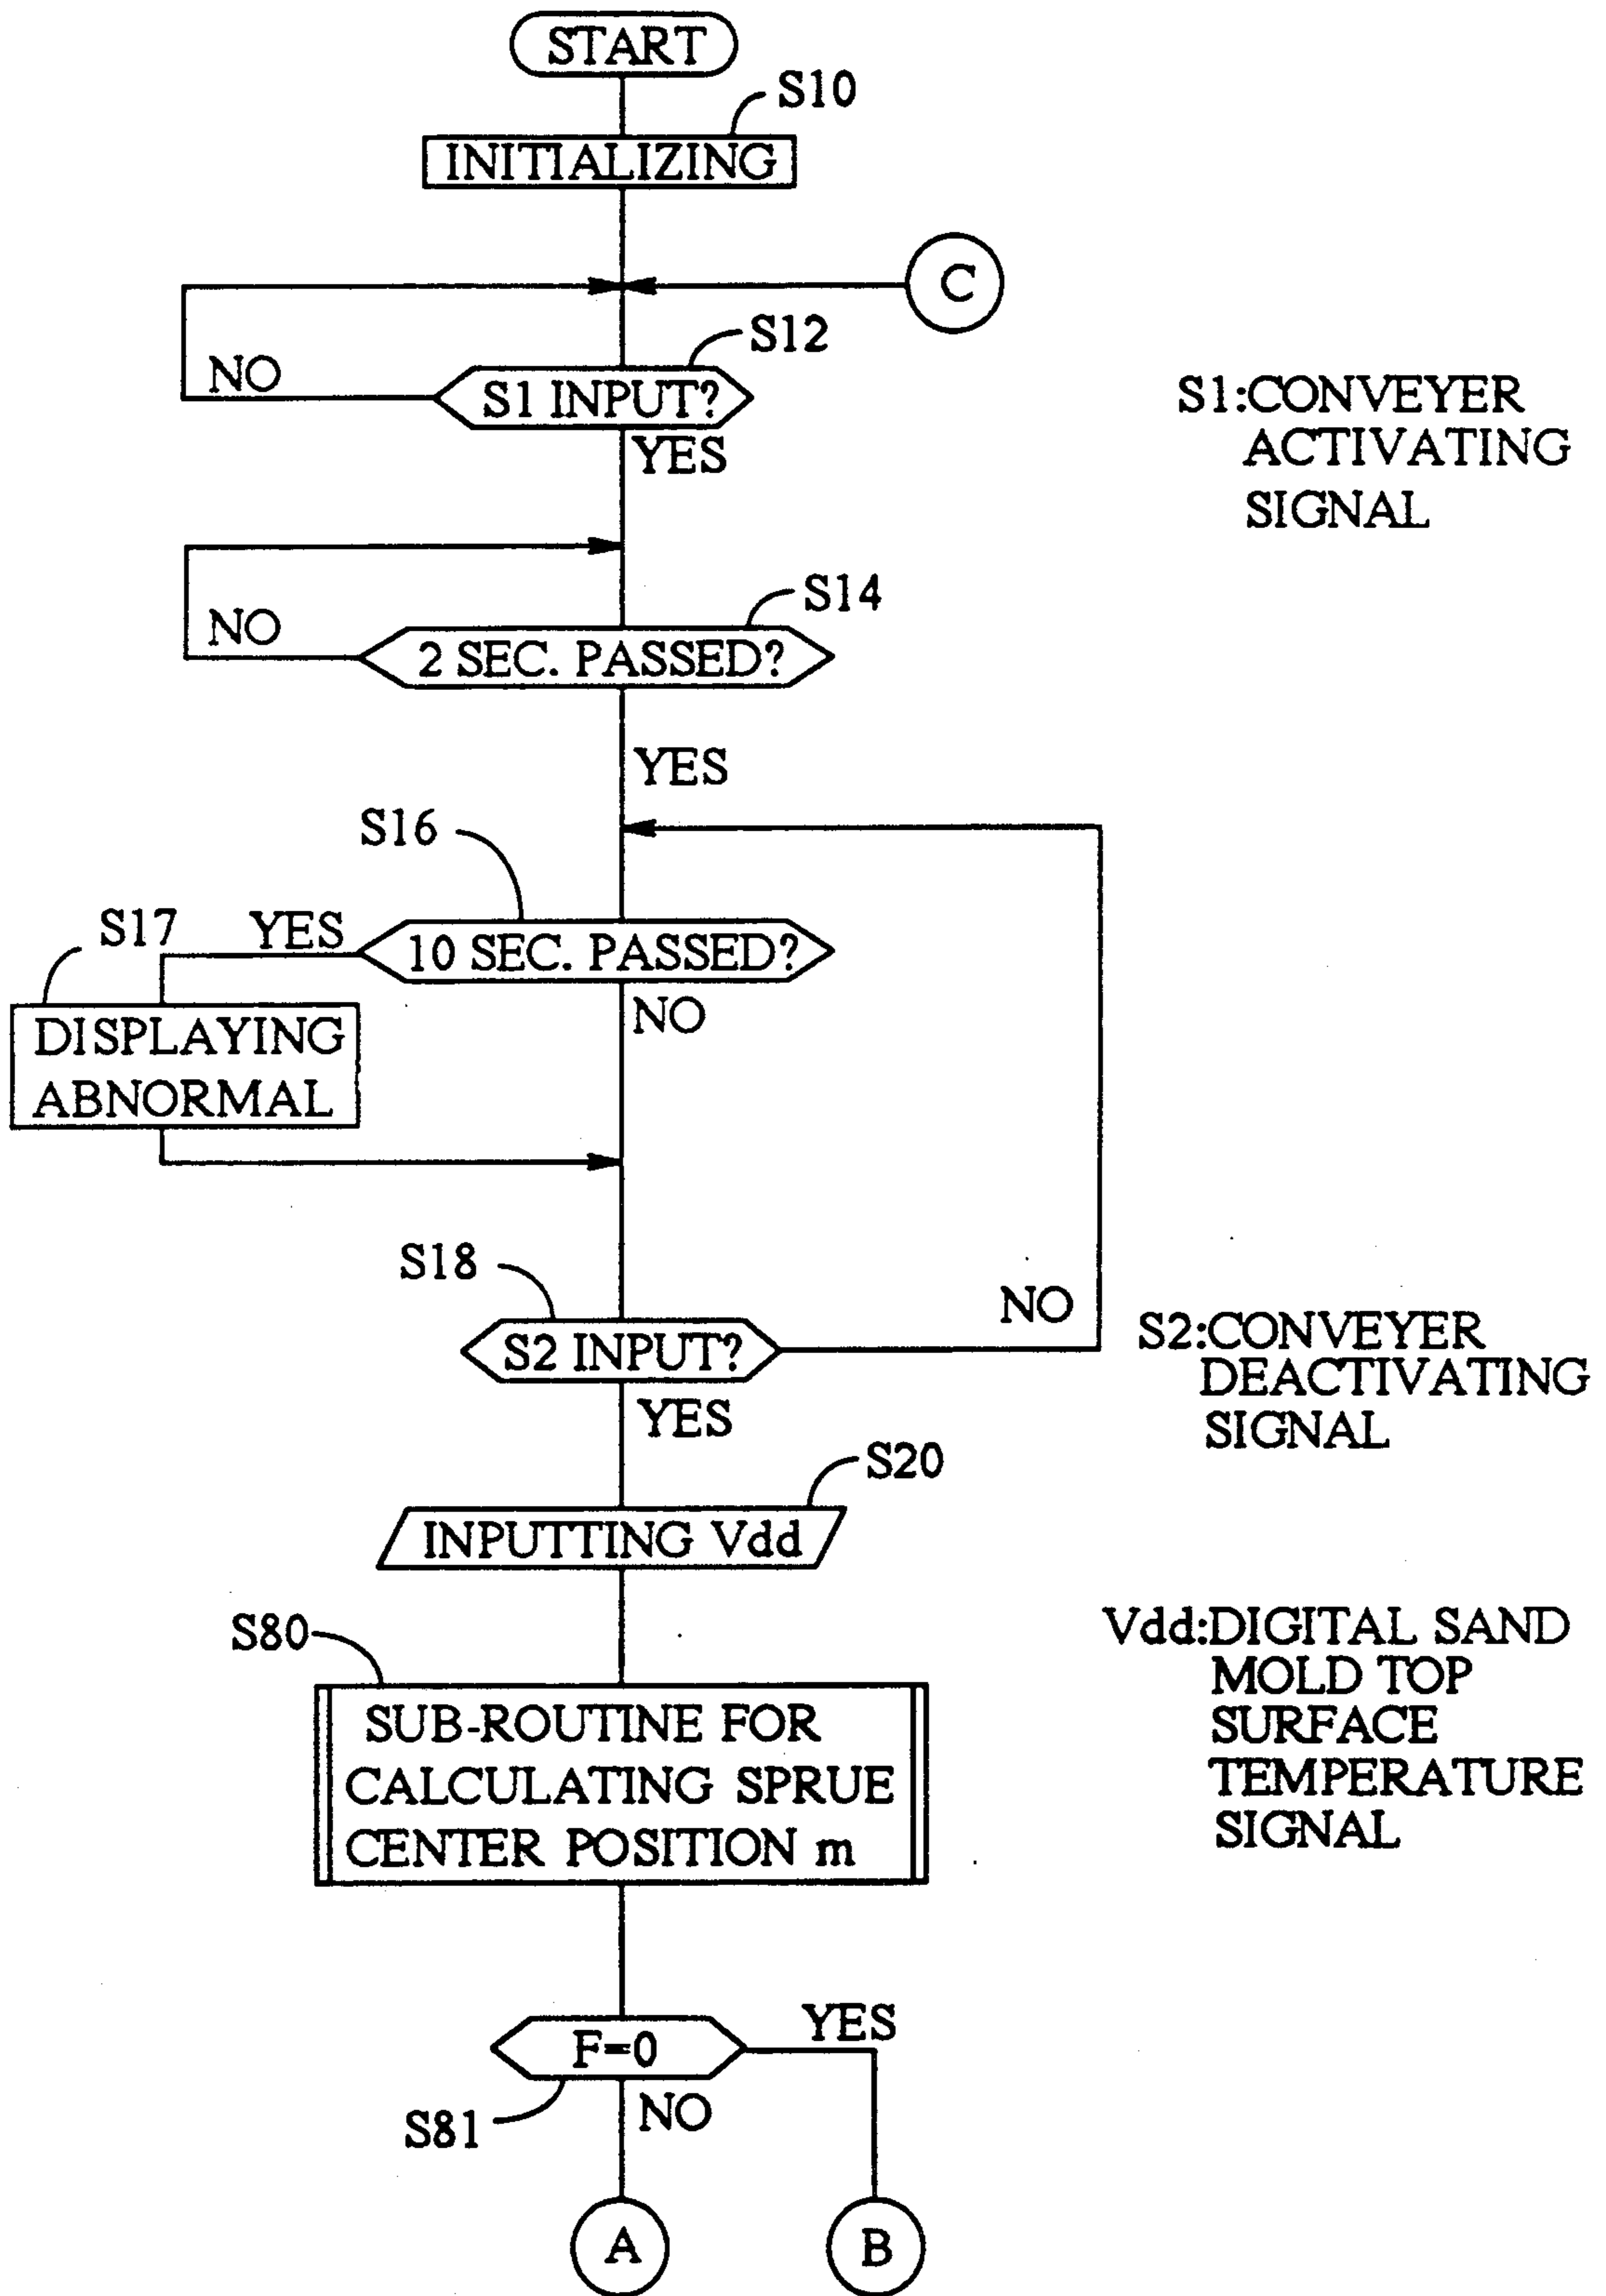 START
S10
INITIALIZING
C
S12
NO
S1 INPUT?
YES
S1:CONVEYER
ACTIVATING
SIGNAL
S14
NO
2 SEC. PASSED?
YES
S16
S17
YES
10 SEC. PASSED?
NO
DISPLAYING
ABNORMAL
S18
NO
S2 INPUT?
YES
S2:CONVEYER
DEACTIVATING
SIGNAL
S20
INPUTTING Vdd
S80
Vdd:DIGITAL SAND
MOLD TOP
SURFACE
TEMPERATURE
SIGNAL
SUB-ROUTINE FOR
CALCULATING SPRUE
CENTER POSITION m
YES
F=0
S81
NO
A
B